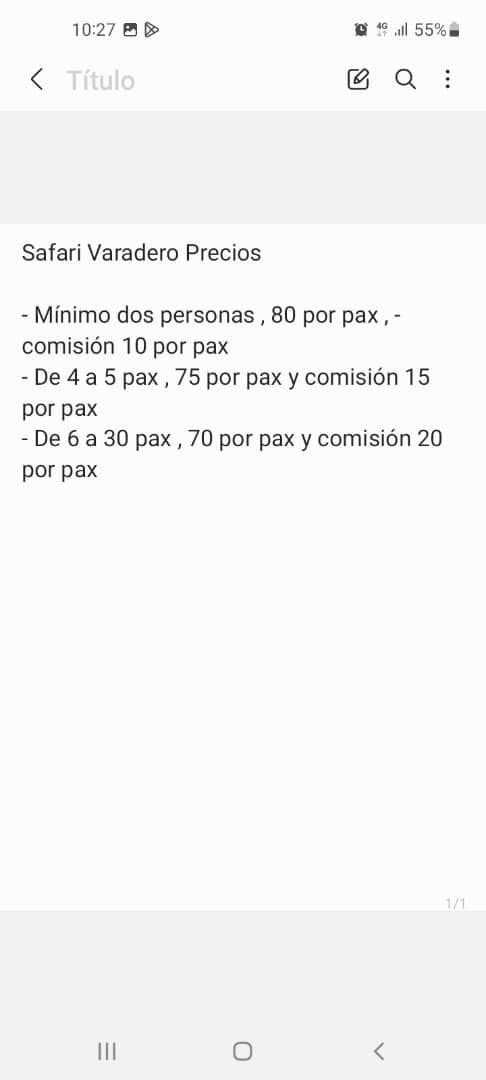 10:27
4G
55%
Título
Safari Varadero Precios
- Mínimo dos personas , 80 por pax , -
comisión 10 por pax
- De 4 a 5 pax , 75 por pax y comisión 15
por pax
- De 6 a 30 pax , 70 por pax y comisión 20
por pax
1/1